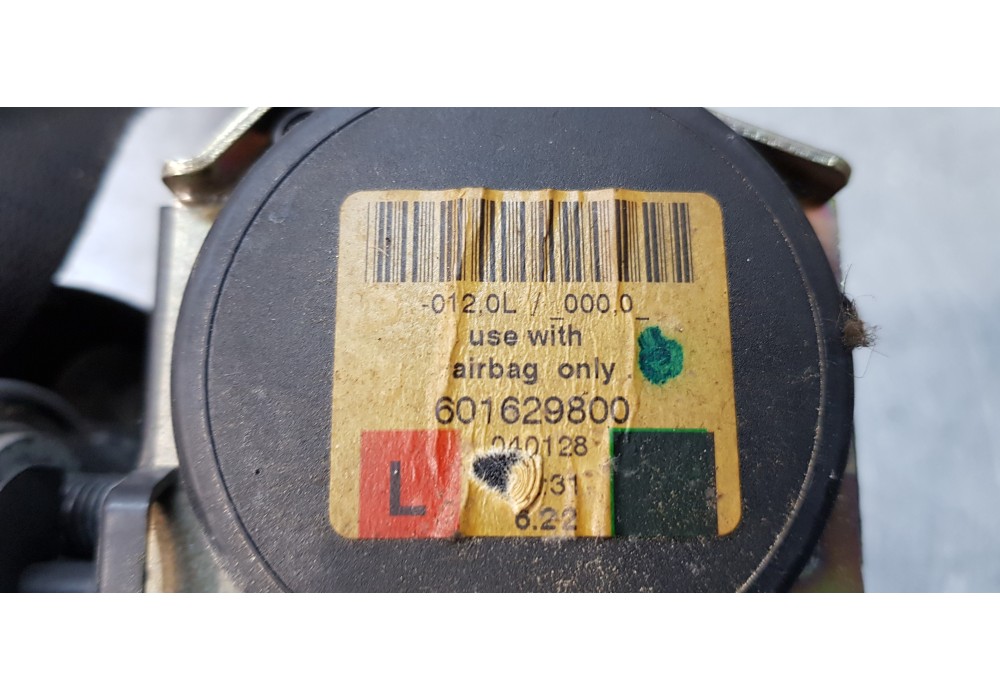 -012.0L / _000.0_
use with
airbag only
601629800
040128
:31
L
6.22